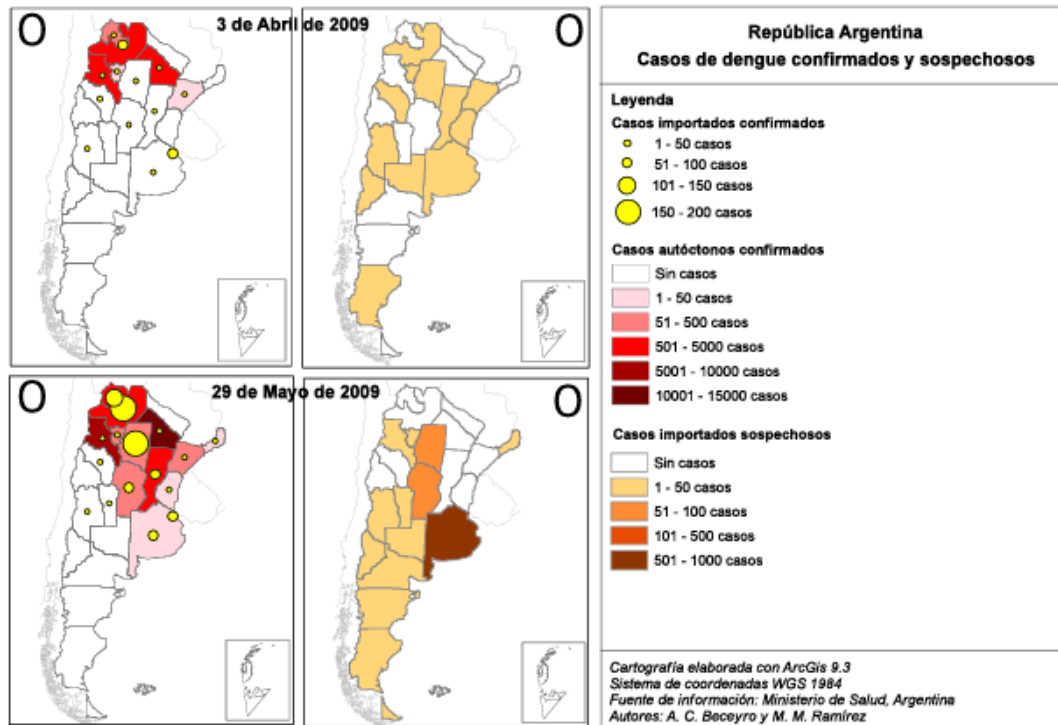 O
3 de Abril de 2009
O
O
29 de Mayo de 2009
O
República Argentina
Casos de dengue confirmados y sospechosos
Leyenda
Casos importados confirmados
1 - 50 casos
51 - 100 casos
101 - 150 casos
150 - 200 casos
Casos autóctonos confirmados
Sin casos
1 - 50 casos
51 - 500 casos
501 - 5000 casos
5001 - 10000 casos
10001 - 15000 casos
Casos importados sospechosos
Sin casos
1 - 50 casos
51 - 100 casos
101 - 500 casos
501 - 1000 casos
Cartografía elaborada con ArcGis 9.3
Sistema de coordenadas WGS 1984
Fuente de información: Ministerio de Salud, Argentina
Autores: A. C. Beceyro y M. M. Ramírez